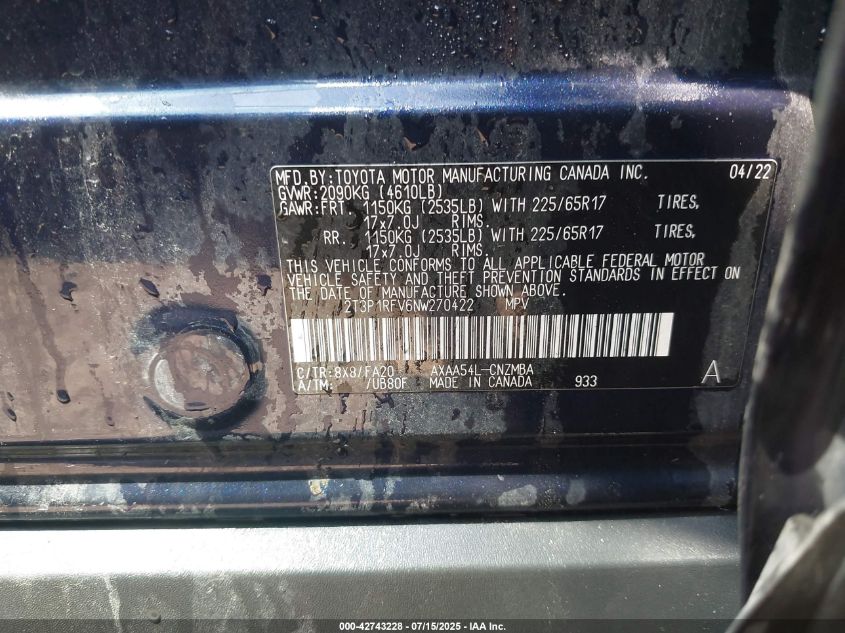 MFD. BY: TOYOTA MOTOR MANUFACTURING CANADA INC. 04/22
GVWR: 2090KG (4610LB)
GAWR: FRT. 1150KG (2535LB) WITH 225/65R17 TIRES,
17x7.0J RIMS.
RR. 1150KG (2535LB) WITH 225/65R17 TIRES,
17x7.0J RIMS.
THIS VEHICLE CONFORMS TO ALL APPLICABLE FEDERAL MOTOR
VEHICLE SAFETY AND THEFT PREVENTION STANDARDS IN EFFECT ON
THE DATE OF MANUFACTURE SHOWN ABOVE.
2T3P1RFV6NW270422 MPV
C/TR: 8X8/FA20 AXAA54L-CNZMBA
A/TM: /UB80F MADE IN CANADA 933 A
000-42743228 - 07/15/2025 - IAA Inc.